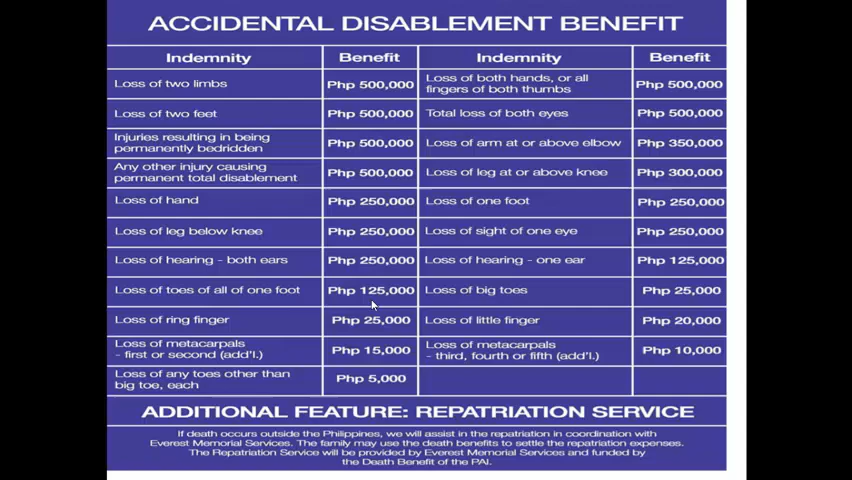 ACCIDENTAL DISABLEMENT BENEFIT
Indemnity Benefit Indemnity Benefit
Loss of two limbs Php 500,000 Loss of both hands, or all
fingers of both thumbs Php 500,000
Loss of two feet Php 500,000 Total loss of both eyes Php 500,000
Injuries resulting in being
permanently bedridden Php 500,000 Loss of arm at or above elbow Php 350,000
Any other injury causing
permanent total disablement Php 500,000 Loss of leg at or above knee Php 300,000
Loss of hand Php 250,000 Loss of one foot Php 250,000
Loss of leg below knee Php 250,000 Loss of sight of one eye Php 250,000
Loss of hearing - both ears Php 250,000 Loss of hearing - one ear Php 125,000
Loss of toes of all of one foot Php 125,000 Loss of big toes Php 25,000
Loss of ring finger Php 25,000 Loss of little finger Php 20,000
Loss of metacarpals
- first or second (add'l.) Php 15,000 Loss of metacarpals
- third, fourth or fifth (add'l.) Php 10,000
Loss of any toes other than
big toe, each Php 5,000
ADDITIONAL FEATURE: REPATRIATION SERVICE
If death occurs outside the Philippines, we will assist in the repatriation in coordination with
Everest Memorial Services. The family may use the death benefits to settle the repatriation expenses.
The Repatriation Service will be provided by Everest Memorial Services and funded by
the Death Benefit of the PAI.